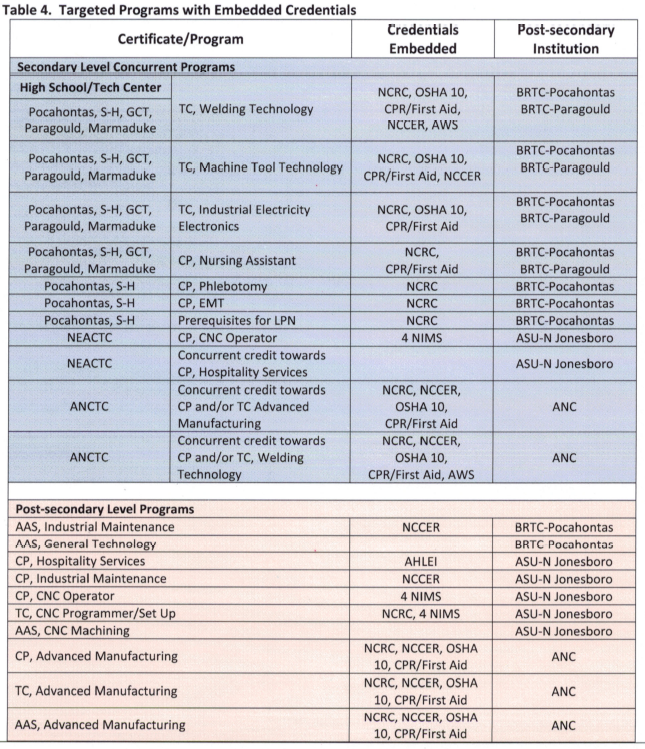 Table 4. Targeted Programs with Embedded Credentials
Certificate/Program
Credentials
Embedded
Post-secondary
Institution
Secondary Level Concurrent Programs
High School/Tech Center
Pocahontas, S-H, GCT,
Paragould, Marmaduke
TC, Welding Technology
NCRC, OSHA 10,
CPR/First Aid,
NCCER, AWS
BRTC-Pocahontas
BRTC-Paragould
Pocahontas, S-H, GCT,
Paragould, Marmaduke
TC, Machine Tool Technology
NCRC, OSHA 10,
CPR/First Aid, NCCER
BRTC-Pocahontas
BRTC-Paragould
Pocahontas, S-H, GCT,
Paragould, Marmaduke
TC, Industrial Electricity
Electronics
NCRC, OSHA 10,
CPR/First Aid
BRTC-Pocahontas
BRTC-Paragould
Pocahontas, S-H, GCT,
Paragould, Marmaduke
CP, Nursing Assistant
NCRC,
CPR/First Aid
BRTC-Pocahontas
BRTC-Paragould
Pocahontas, S-H
CP, Phlebotomy
NCRC
BRTC-Pocahontas
Pocahontas, S-H
CP, EMT
NCRC
BRTC-Pocahontas
Pocahontas, S-H
Prerequisites for LPN
NCRC
BRTC-Pocahontas
NEACTC
CP, CNC Operator
4 NIMS
ASU-N Jonesboro
NEACTC
Concurrent credit towards
CP, Hospitality Services
ASU-N Jonesboro
ANCTC
Concurrent credit towards
CP and/or TC Advanced
Manufacturing
NCRC, NCCER,
OSHA 10,
CPR/First Aid
ANC
ANCTC
Concurrent credit towards
CP and/or TC, Welding
Technology
NCRC, NCCER,
OSHA 10,
CPR/First Aid, AWS
ANC
Post-secondary Level Programs
AAS, Industrial Maintenance
NCCER
BRTC-Pocahontas
AAS, General Technology
BRTC Pocahontas
CP, Hospitality Services
AHLEI
ASU-N Jonesboro
CP, Industrial Maintenance
NCCER
ASU-N Jonesboro
CP, CNC Operator
4 NIMS
ASU-N Jonesboro
TC, CNC Programmer/Set Up
NCRC, 4 NIMS
ASU-N Jonesboro
AAS, CNC Machining
ASU-N Jonesboro
CP, Advanced Manufacturing
NCRC, NCCER, OSHA
10, CPR/First Aid
ANC
TC, Advanced Manufacturing
NCRC, NCCER, OSHA
10, CPR/First Aid
ANC
AAS, Advanced Manufacturing
NCRC, NCCER, OSHA
10, CPR/First Aid
ANC